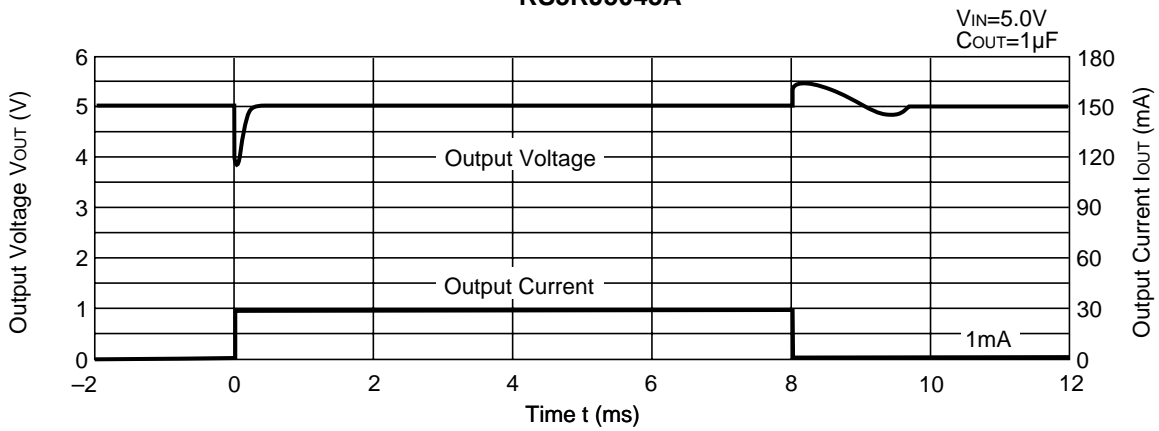 VIN=5.0V
COUT=1µF
Output Voltage VOUT (V)
6
5
4
3
2
1
0
180
150
120
90
60
30
0
Output Current IOUT (mA)
Output Voltage
Output Current
1mA
–2
0
2
4
6
8
10
12
Time t (ms)